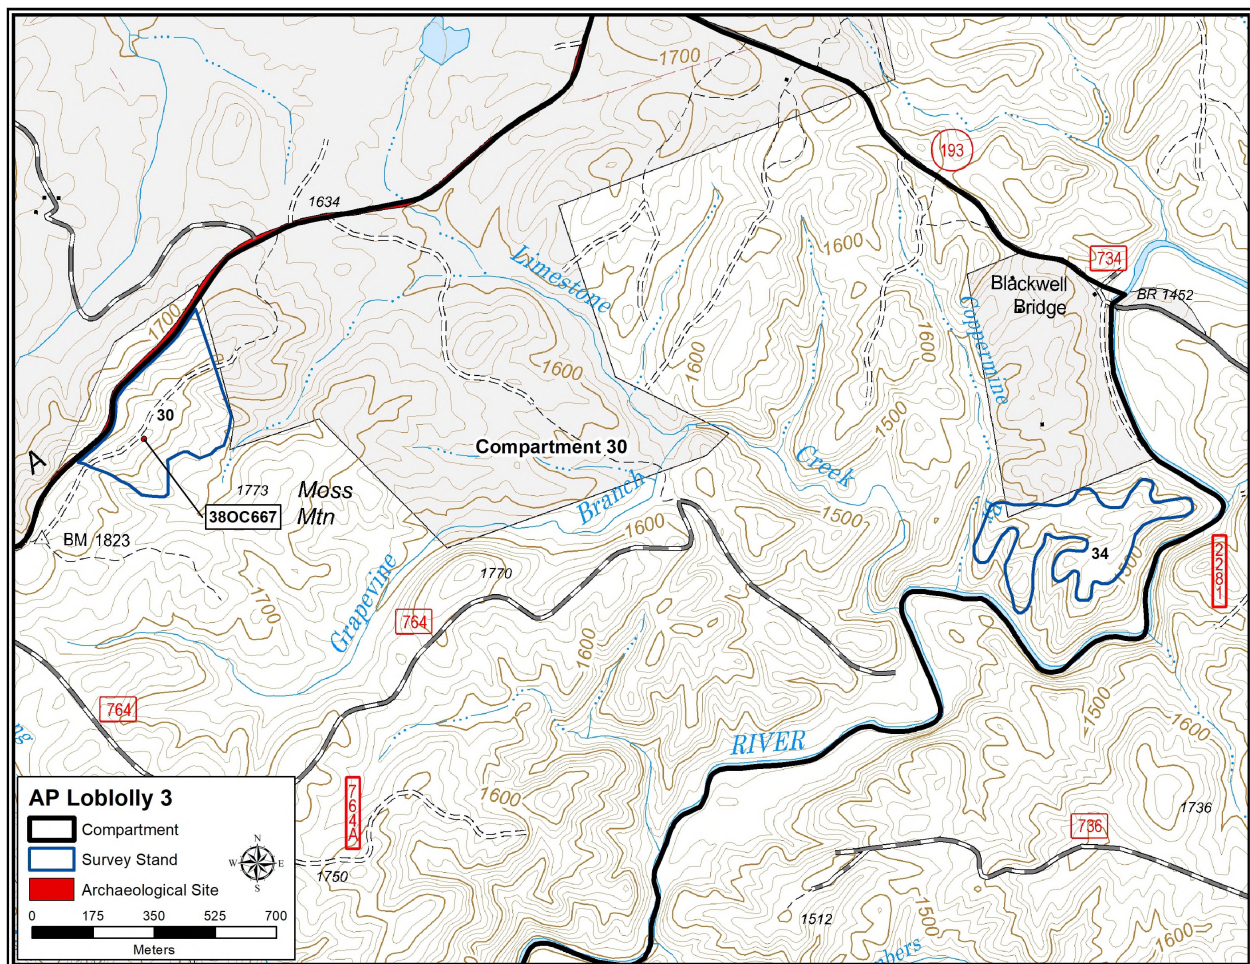 1700
193
1634
Limestone
1600
734
Blackwell
Bridge
BR 1452
Coppermine
1700
1600
1600
1600
30
1500
A
Compartment 30
Creek
1773
Moss
Mtn
38OC667
Branch
1500
1600
BM 1823
34
1500
2281
1770
Grapevine
1700
764
1600
764
ng
RIVER
1500
1600
AP Loblolly 3
Compartment
Survey Stand
Archaeological Site
0 175 350 525 700
Meters
N
W E
S
764A
1600
1736
736
1750
1512
1500
1600
mbers